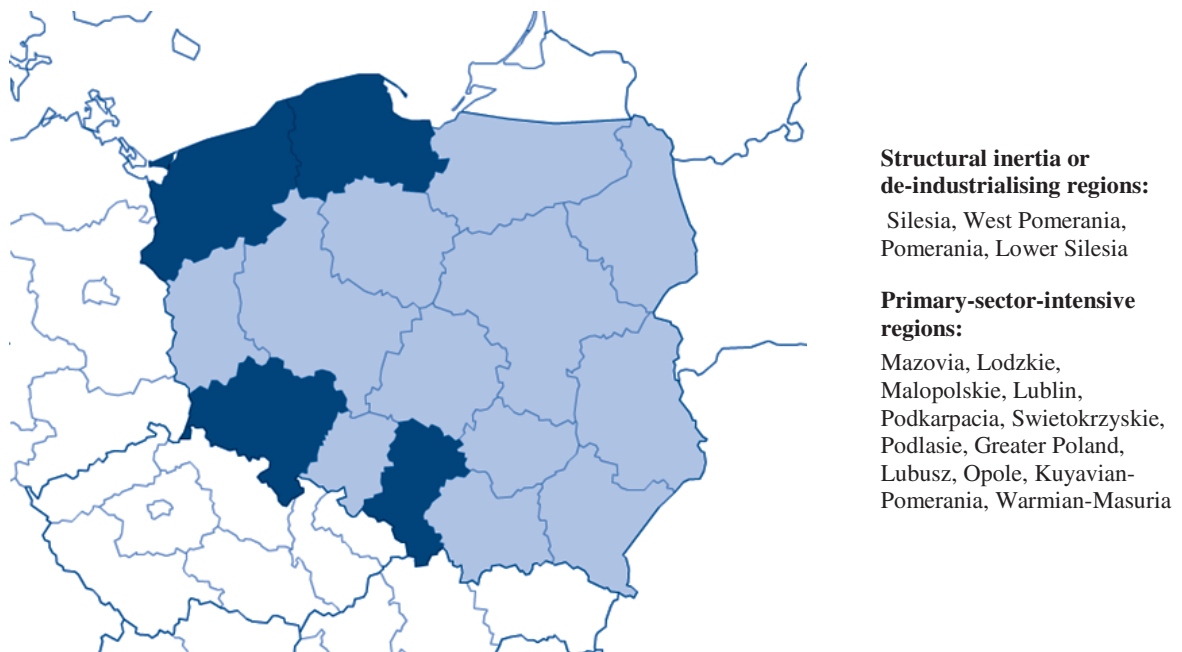 Structural inertia or
de-industrialising regions:
Silesia, West Pomerania,
Pomerania, Lower Silesia
Primary-sector-intensive
regions:
Mazovia, Lodzkie,
Malopolskie, Lublin,
Podkarpacia, Swietokrzyskie,
Podlasie, Greater Poland,
Lubusz, Opole, Kuyavian-
Pomerania, Warmian-Masuria